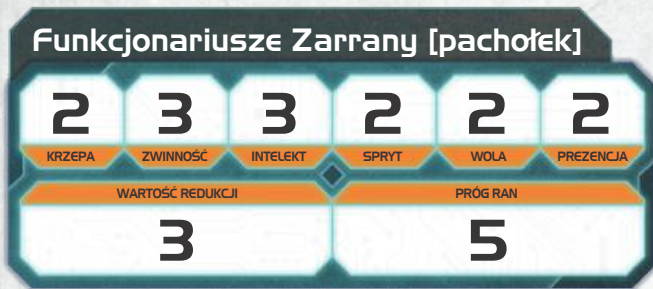 Funkcjonariusze Zarrany [pachołek]
2 3 3 2 2 2
KRZEPA ZWINNOŚĆ INTELEKT SPRYT WOLA PREZENCJA
WARTOŚĆ REDUKCJI PRÓG RAN
3 5